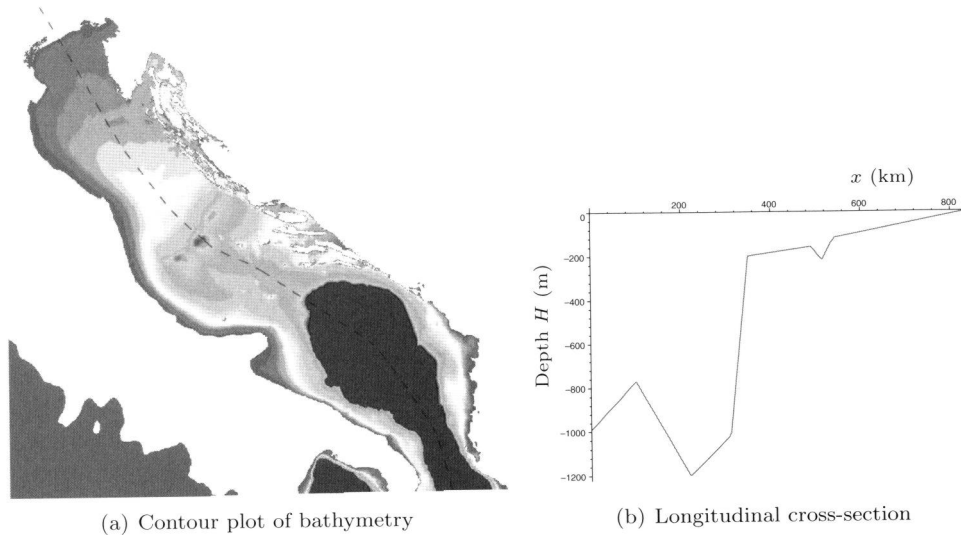 x (km)
200
400
600
800
0
-200
-400
-600
-800
-1000
-1200
Depth H (m)
(a) Contour plot of bathymetry
(b) Longitudinal cross-section